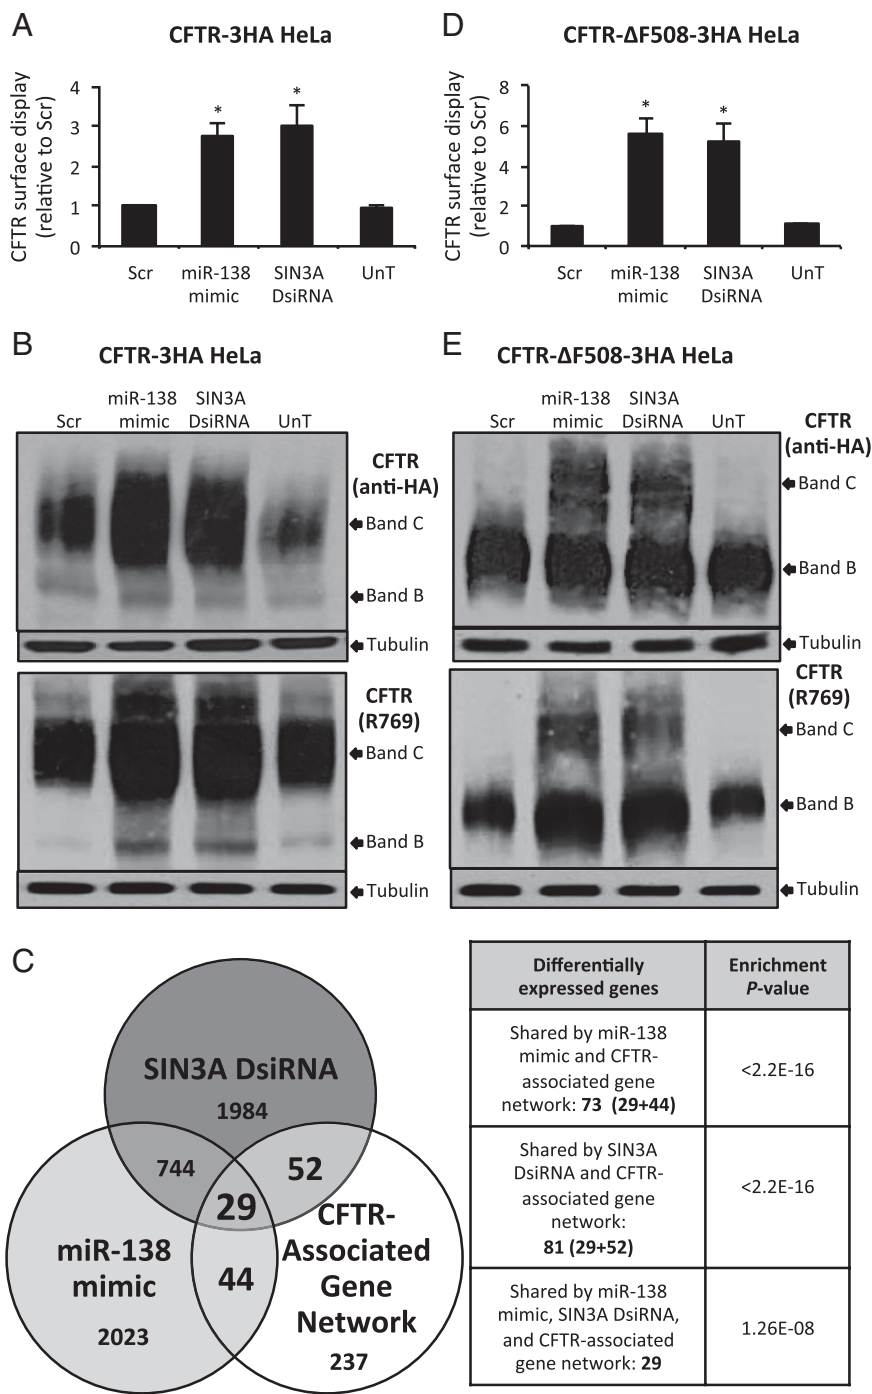 A
CFTR-3HA HeLa
CFTR surface display
(relative to Scr)
4
3
2
1
0
*
*
Scr
miR-138
mimic
SIN3A
DsiRNA
UnT
D
CFTR-ΔF508-3HA HeLa
CFTR surface display
(relative to Scr)
8
6
4
2
0
*
*
Scr
miR-138
mimic
SIN3A
DsiRNA
UnT
B
CFTR-3HA HeLa
Scr
miR-138
mimic
SIN3A
DsiRNA
UnT
CFTR
(anti-HA)
Band C
Band B
Tubulin
CFTR
(R769)
Band C
Band B
Tubulin
E
CFTR-ΔF508-3HA HeLa
Scr
miR-138
mimic
SIN3A
DsiRNA
UnT
CFTR
(anti-HA)
Band C
Band B
Tubulin
CFTR
(R769)
Band C
Band B
Tubulin
C
SIN3A DsiRNA
1984
744
52
29
miR-138
mimic
2023
44
CFTR-
Associated
Gene
Network
237
Differentially
expressed genes
Enrichment
P-value
Shared by miR-138
mimic and CFTR-
associated gene
network: 73 (29+44)
<2.2E-16
Shared by SIN3A
DsiRNA and CFTR-
associated gene
network:
81 (29+52)
<2.2E-16
Shared by miR-138
mimic, SIN3A DsiRNA,
and CFTR-associated
gene network: 29
1.26E-08